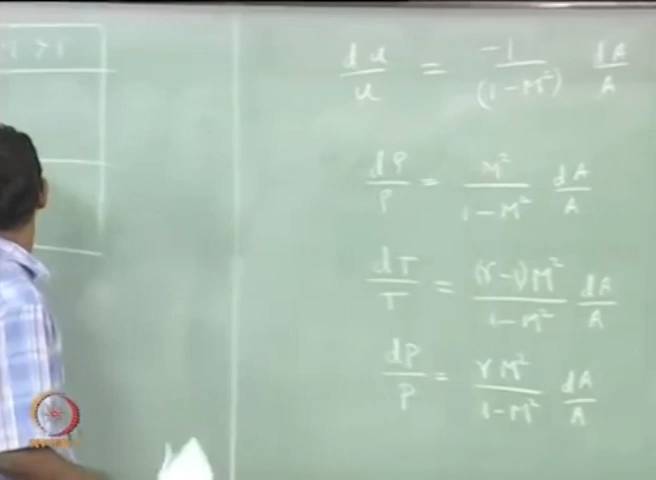 M > 1
du/u = -1/(1-M²) dA/A
dρ/ρ = M²/(1-M²) dA/A
dT/T = (γ-1)M²/(1-M²) dA/A
dP/P = γM²/(1-M²) dA/A